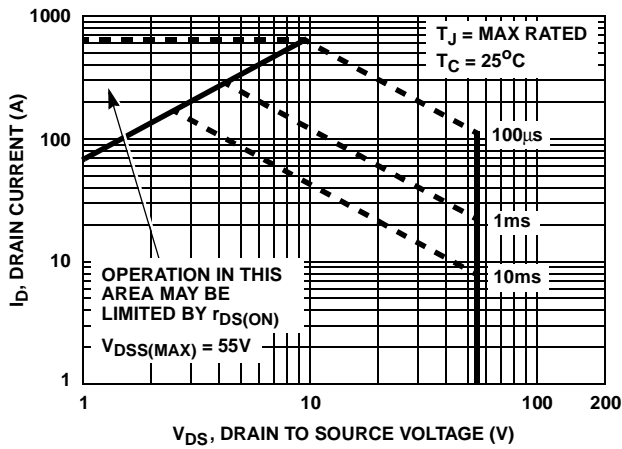 1000
100
10
1
I_D, DRAIN CURRENT (A)
T_J = MAX RATED
T_C = 25°C
100µs
1ms
10ms
OPERATION IN THIS
AREA MAY BE
LIMITED BY r_DS(ON)
V_DSS(MAX) = 55V
1
10
100
200
V_DS, DRAIN TO SOURCE VOLTAGE (V)